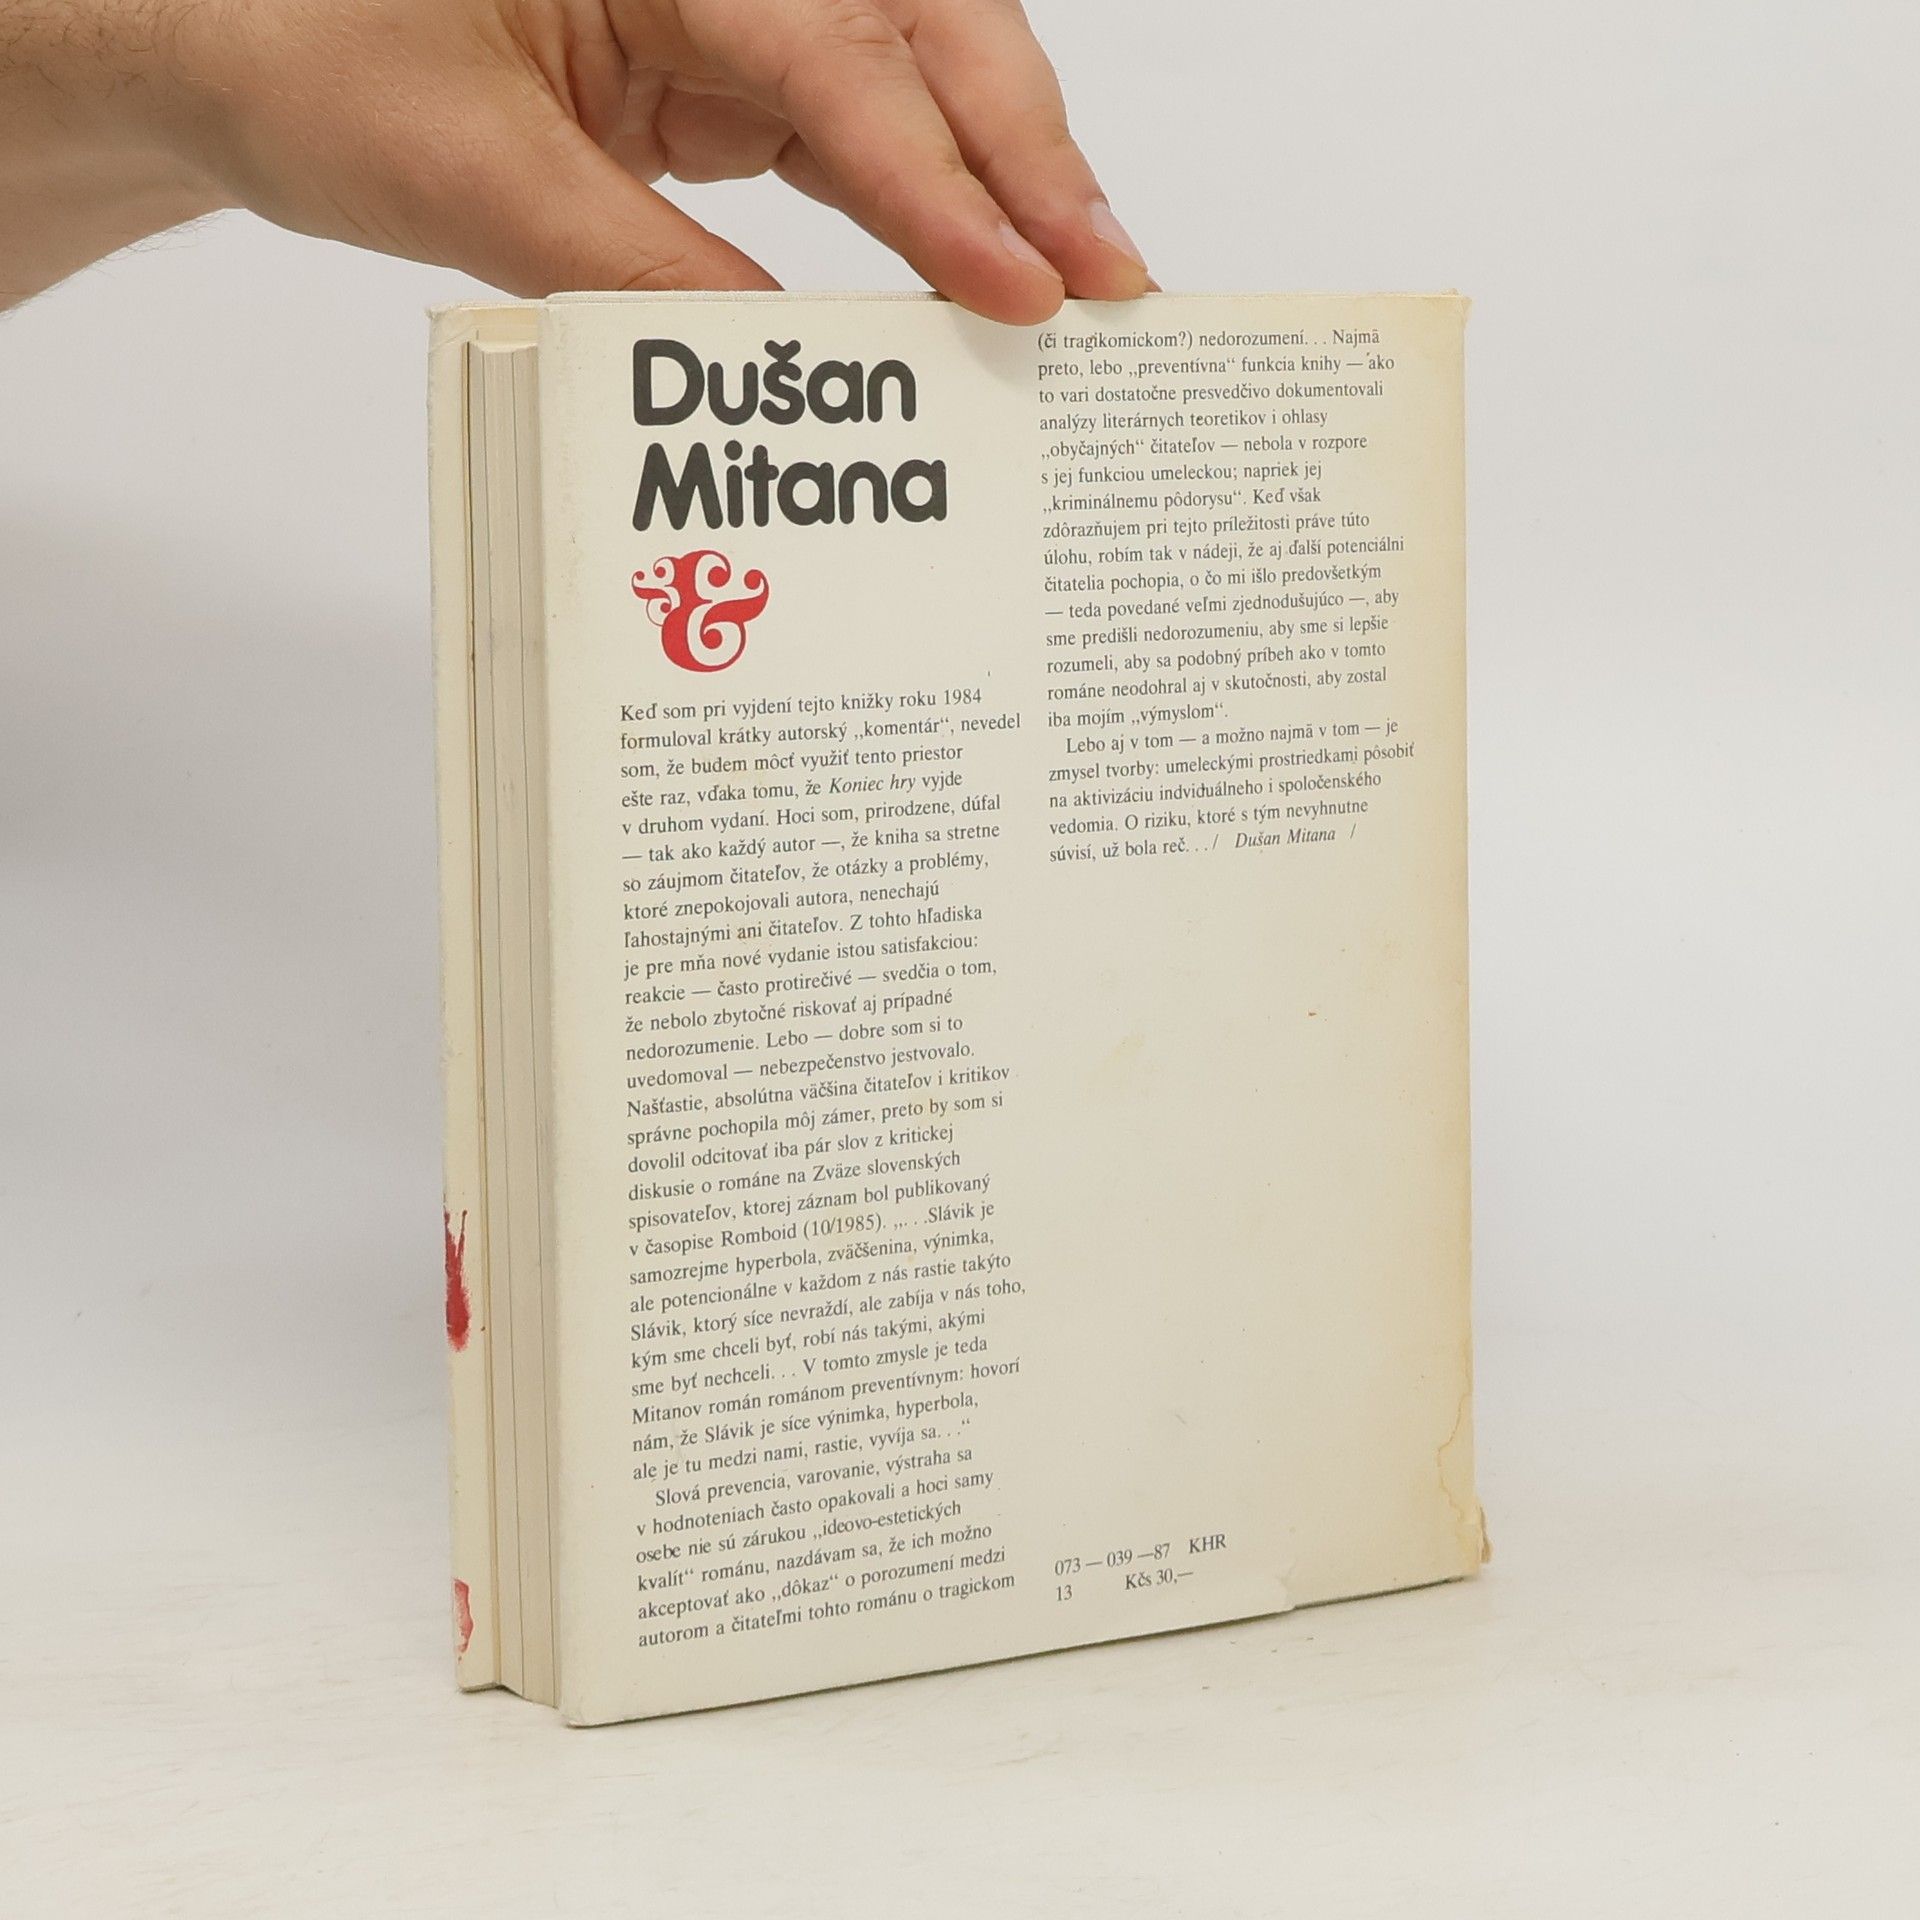 Dušan
Mitana
&
Keď som pri vyjdení tejto knižky roku 1984
formuloval krátky autorský „komentár“, nevedel
som, že budem môcť využiť tento priestor
ešte raz, vďaka tomu, že Koniec hry vyjde
v druhom vydaní. Hoci som, prirodzene, dúfal
— tak ako každý autor —, že kniha sa stretne
so záujmom čitateľov, že otázky a problémy,
ktoré znepokojovali autora, nenechajú
ľahostajnými ani čitateľov. Z tohto hľadiska
je pre mňa nové vydanie istou satisfakciou:
reakcie — často protirečivé — svedčia o tom,
že nebolo zbytočné riskovať aj prípadné
nedorozumenie. Lebo — dobre som si to
uvedomoval — nebezpečenstvo jestvovalo.
Našťastie, absolútna väčšina čitateľov i kritikov
správne pochopila môj zámer, preto by som si
dovolil odcitovať iba pár slov z kritickej
diskusie o románe na Zväze slovenských
spisovateľov, ktorej záznam bol publikovaný
v časopise Romboid (10/1985). „. . .Slávik je
samozrejme hyperbola, zväčšenina, výnimka,
ale potencionálne v každom z nás rastie takýto
Slávik, ktorý síce nevraždí, ale zabíja v nás toho,
kým sme chceli byť, robí nás takými, akými
sme byť nechceli. . . V tomto zmysle je teda
Mitanov román románom preventívnym: hovorí
nám, že Slávik je síce výnimka, hyperbola,
ale je tu medzi nami, rastie, vyvíja sa. . .“
Slová prevencia, varovanie, výstraha sa
v hodnoteniach často opakovali a hoci samy
osebe nie sú zárukou „ideovo-estetických
kvalít“ románu, nazdávam sa, že ich možno
akceptovať ako „dôkaz“ o porozumení medzi
autorom a čitateľmi tohto románu o tragickom
(či tragikomickom?) nedorozumení. . . Najmä
preto, lebo „preventívna“ funkcia knihy — ako
to vari dostatočne presvedčivo dokumentovali
analýzy literárnych teoretikov i ohlasy
„obyčajných“ čitateľov — nebola v rozpore
s jej funkciou umeleckou; napriek jej
„kriminálnemu pôdorysu“. Keď však
zdôrazňujem pri tejto príležitosti práve túto
úlohu, robím tak v nádeji, že aj ďalší potenciálni
čitatelia pochopia, o čo mi išlo predovšetkým
— teda povedané veľmi zjednodušujúco —, aby
sme predišli nedorozumeniu, aby sme si lepšie
rozumeli, aby sa podobný príbeh ako v tomto
románe neodohral aj v skutočnosti, aby zostal
iba mojím „výmyslom“.
Lebo aj v tom — a možno najmä v tom — je
zmysel tvorby: umeleckými prostriedkami pôsobiť
na aktivizáciu indviduálneho i spoločenského
vedomia. O riziku, ktoré s tým nevyhnutne
súvisí, už bola reč. . . / Dušan Mitana /
073 — 039 —87 KHR
13 Kčs 30,—